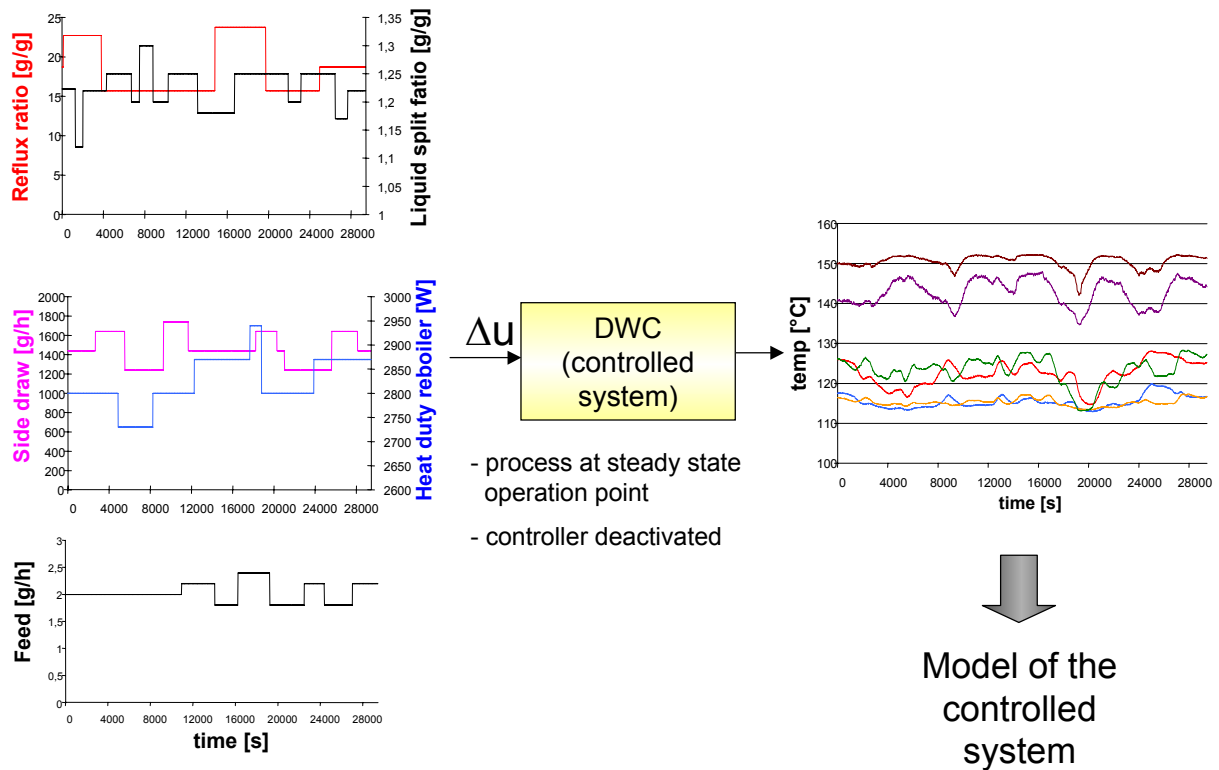 Reflux ratio [g/g]
25
20
15
10
5
0
1,35
1,3
1,25
1,2
1,15
1,1
1,05
1
Liquid split fatio [g/g]
0 4000 8000 12000 16000 20000 24000 28000
Side draw [g/h]
2000
1800
1600
1400
1200
1000
800
600
400
200
0
3000
2950
2900
2850
2800
2750
2700
2650
2600
Heat duty reboiler [W]
0 4000 8000 12000 16000 20000 24000 28000
Feed [g/h]
3
2,5
2
1,5
1
0,5
0
0 4000 8000 12000 16000 20000 24000 28000
time [s]
Δu
DWC
(controlled
system)
- process at steady state
operation point
- controller deactivated
temp [°C]
160
150
140
130
120
110
100
0 4000 8000 12000 16000 20000 24000 28000
time [s]
Model of the
controlled
system